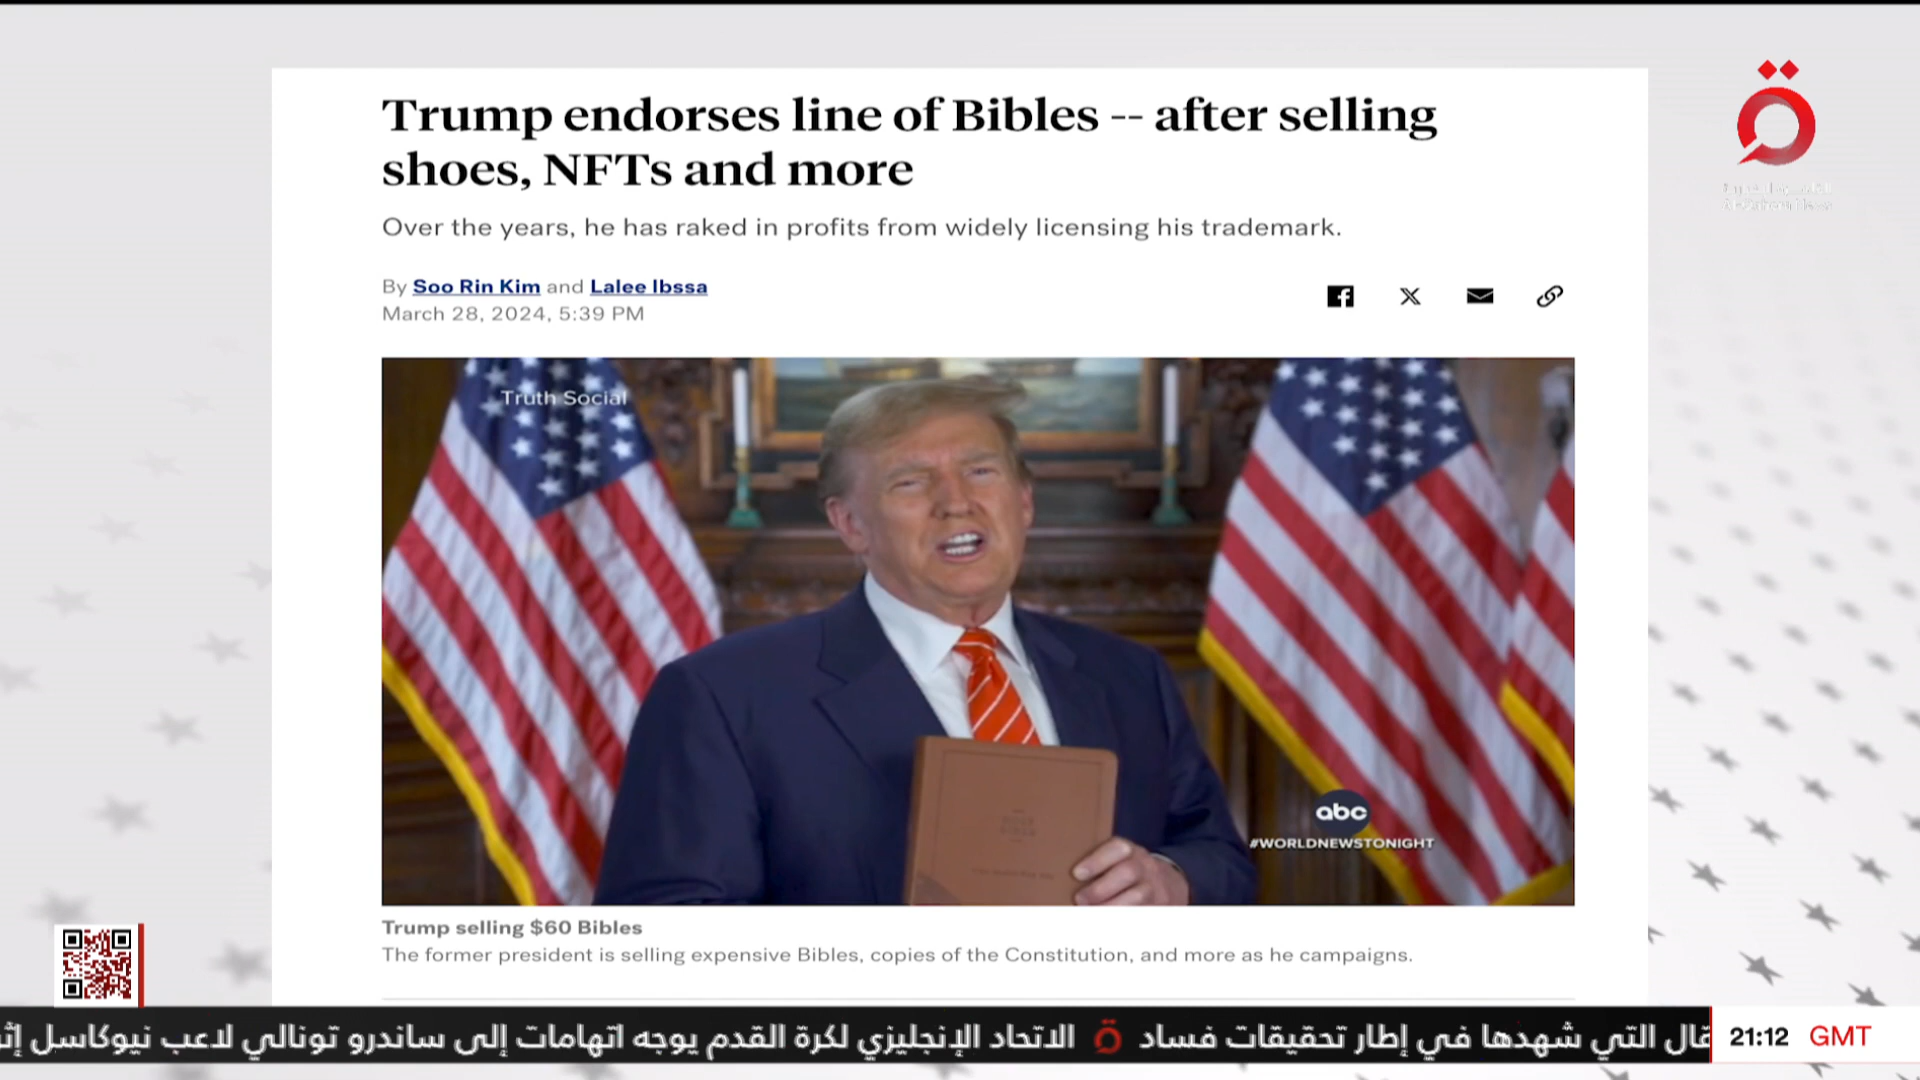 Trump endorses line of Bibles -- after selling
shoes, NFTs and more
Over the years, he has raked in profits from widely licensing his trademark.
By Soo Rin Kim and Lalee Ibssa
March 28, 2024, 5:39 PM
Truth Social
HOLY
BIBLE
abc
#WORLDNEWSTONIGHT
Trump selling $60 Bibles
The former president is selling expensive Bibles, copies of the Constitution, and more as he campaigns.
قال التي شهدها في إطار تحقيقات فساد
الاتحاد الإنجليزي لكرة القدم يوجه اتهامات إلى ساندرو تونالي لاعب نيوكاسل
21:12 GMT